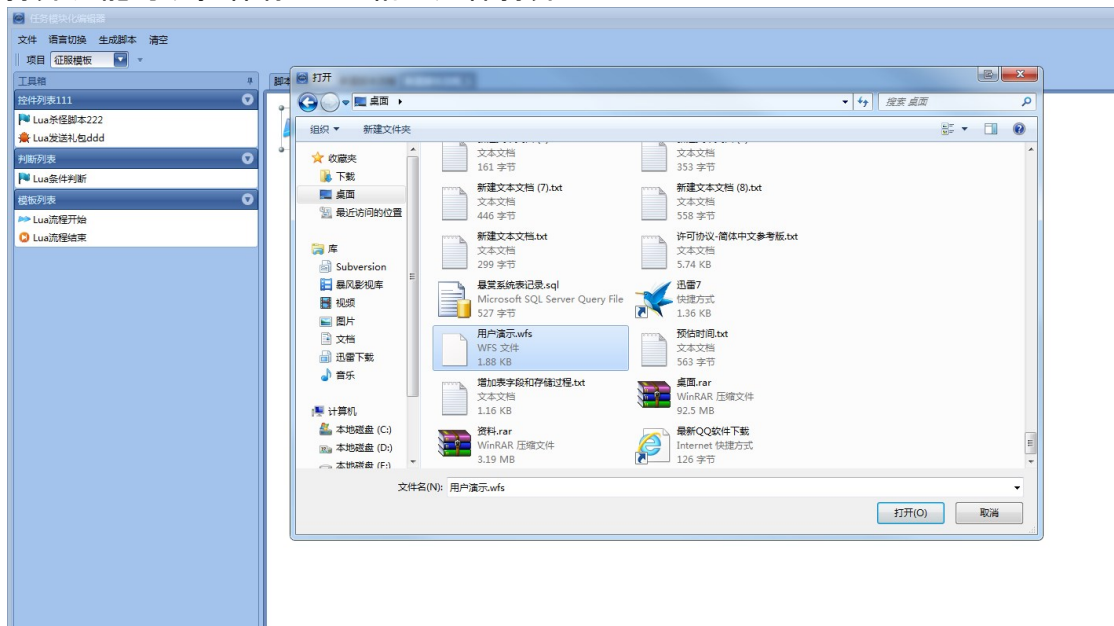 任务模块化编辑器
文件 语言切换 生成脚本 清空
项目 征服模板
工具箱
控件列表111
Lua杀怪脚本222
Lua发送礼包ddd
判断列表
Lua条件判断
模板列表
Lua流程开始
Lua流程结束
打开
桌面
搜索 桌面
组织 新建文件夹
收藏夹
下载
桌面
最近访问的位置
库
Subversion
暴风影视库
视频
图片
文档
迅雷下载
音乐
计算机
本地磁盘 (C:)
本地磁盘 (D:)
本地磁盘 (E:)
文本文档
161 字节
文本文档
353 字节
新建文本文档 (7).txt
文本文档
446 字节
新建文本文档 (8).txt
文本文档
558 字节
新建文本文档.txt
文本文档
299 字节
许可协议-简体中文参考版.txt
文本文档
5.74 KB
悬赏系统表记录.sql
Microsoft SQL Server Query File
527 字节
迅雷7
快捷方式
1.36 KB
用户演示.wfs
WFS 文件
1.88 KB
预估时间.txt
文本文档
563 字节
增加表字段和存储过程.txt
文本文档
1.16 KB
桌面.rar
WinRAR 压缩文件
92.5 MB
资料.rar
WinRAR 压缩文件
3.19 MB
最新QQ软件下载
Internet 快捷方式
126 字节
文件名(N): 用户演示.wfs
打开(O) 取消